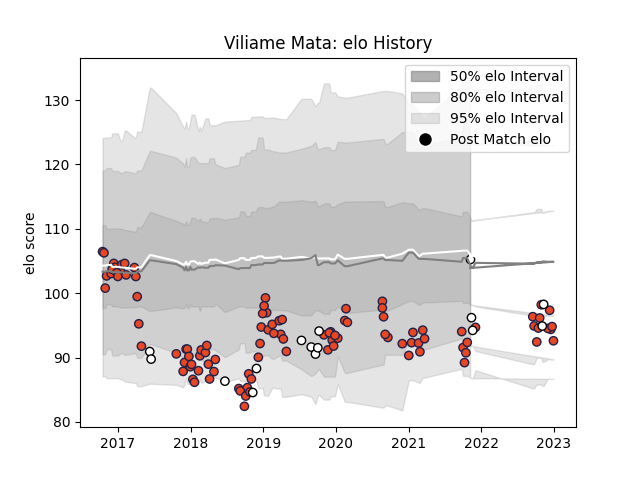 Viliame Mata: elo History
50% elo Interval
80% elo Interval
95% elo Interval
Post Match elo
elo score
130
120
110
100
90
80
2017 2018 2019 2020 2021 2022 2023